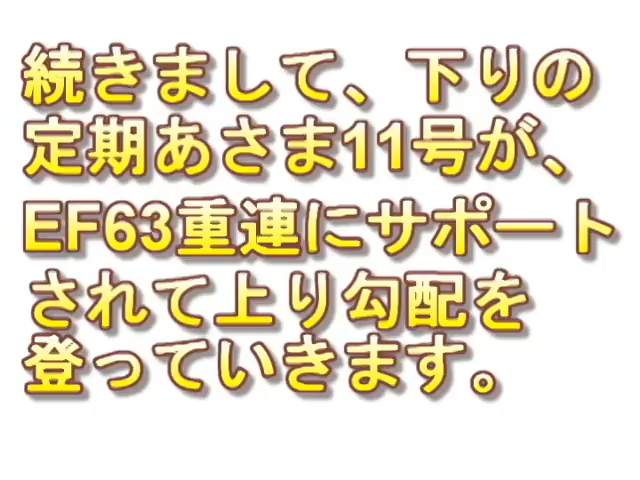 続きまして、下りの
定期あさま11号が、
EF63重連にサポート
されて上り勾配を
登っていきます。